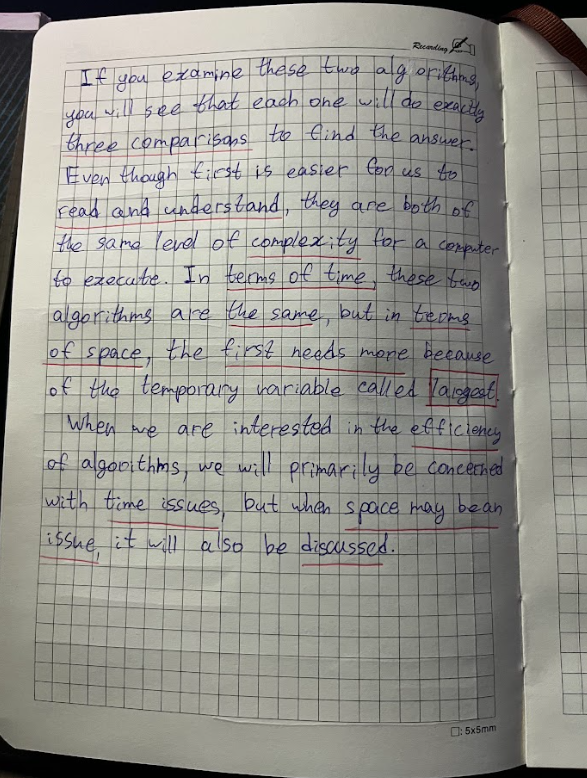 Recording
If you examine these two alg orithms,
you will see that each one will do exactly
three comparisons to find the answer.
Even though first is easier for us to
read and understand, they are both of
the same level of complexity for a computer
to execute. In terms of time, these two
algorithms are the same, but in terms
of space, the first needs more because
of the temporary variable called largest.
When we are interested in the efficiency
of algorithms, we will primarily be concerned
with time issues, but when space may be an
issue, it will also be discussed.
□: 5x5mm